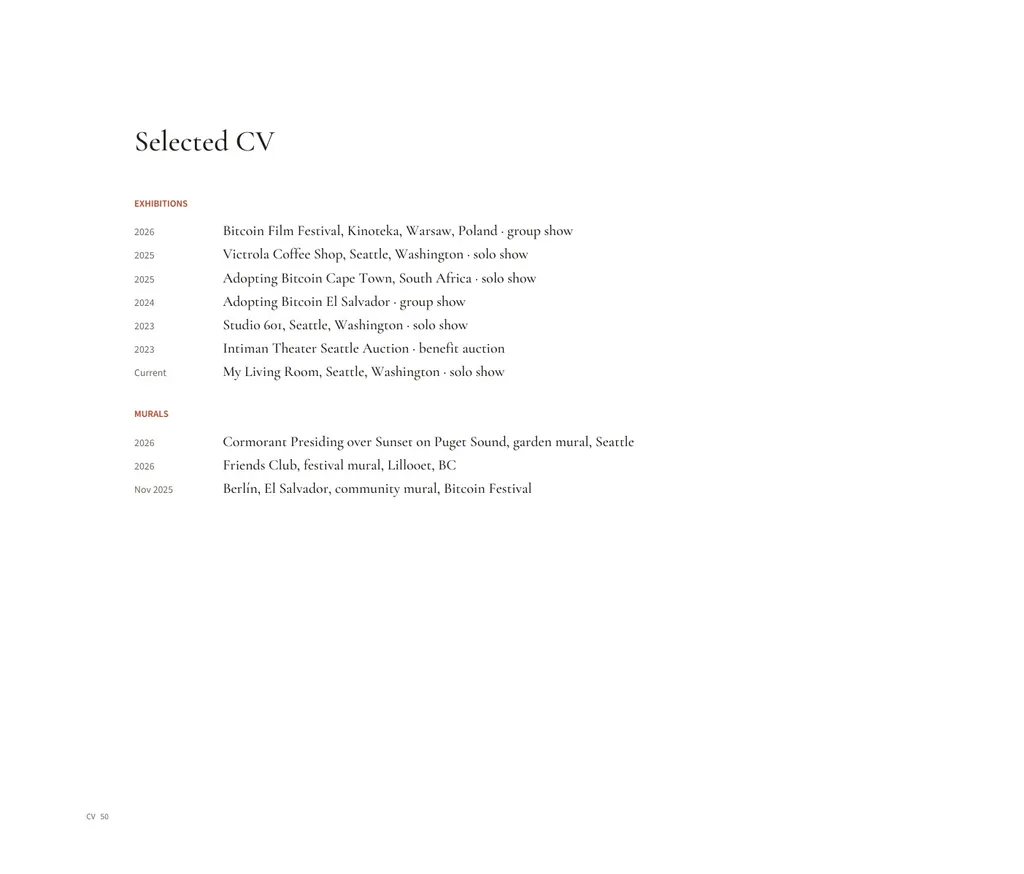 Selected CV
EXHIBITIONS
2026 Bitcoin Film Festival, Kinoteka, Warsaw, Poland · group show
2025 Victrola Coffee Shop, Seattle, Washington · solo show
2025 Adopting Bitcoin Cape Town, South Africa · solo show
2024 Adopting Bitcoin El Salvador · group show
2023 Studio 601, Seattle, Washington · solo show
2023 Intiman Theater Seattle Auction · benefit auction
Current My Living Room, Seattle, Washington · solo show
MURALS
2026 Cormorant Presiding over Sunset on Puget Sound, garden mural, Seattle
2026 Friends Club, festival mural, Lillooet, BC
Nov 2025 Berlín, El Salvador, community mural, Bitcoin Festival
CV 50